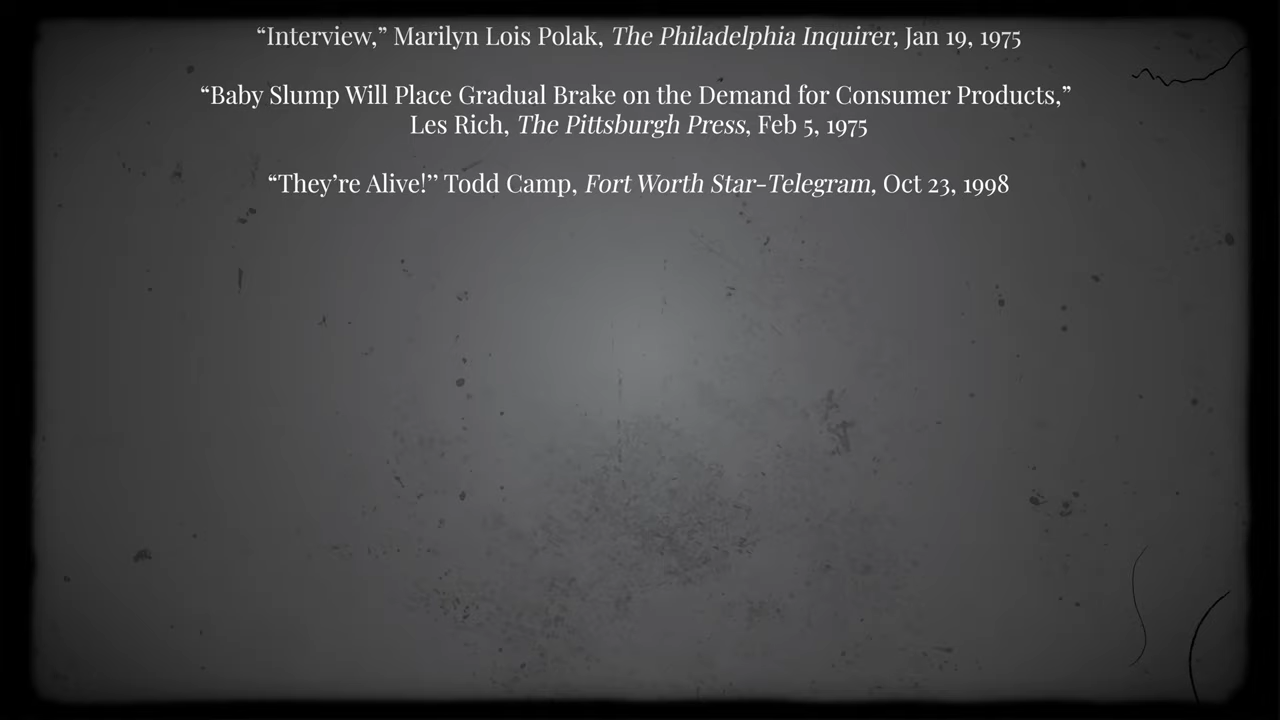 “Interview,” Marilyn Lois Polak, The Philadelphia Inquirer, Jan 19, 1975
“Baby Slump Will Place Gradual Brake on the Demand for Consumer Products,”
Les Rich, The Pittsburgh Press, Feb 5, 1975
“They’re Alive!’’ Todd Camp, Fort Worth Star-Telegram, Oct 23, 1998